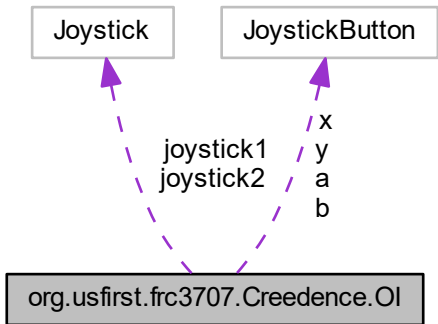 Joystick
JoystickButton
joystick1
joystick2
x
y
a
b
org.usfirst.frc3707.Creedence.OI